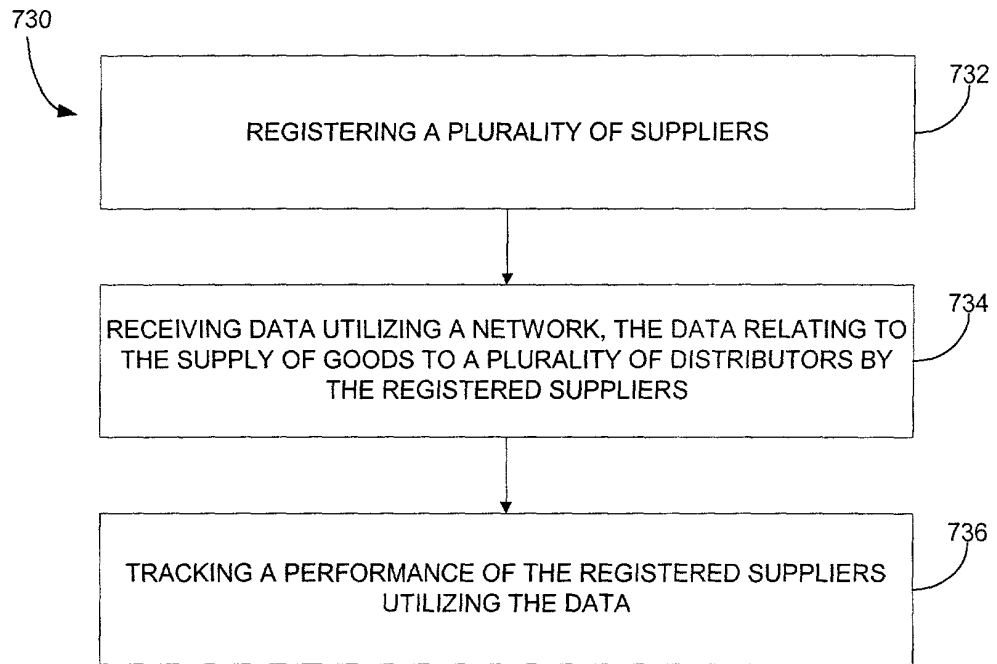 730
732
REGISTERING A PLURALITY OF SUPPLIERS
734
RECEIVING DATA UTILIZING A NETWORK, THE DATA RELATING TO
THE SUPPLY OF GOODS TO A PLURALITY OF DISTRIBUTORS BY
THE REGISTERED SUPPLIERS
736
TRACKING A PERFORMANCE OF THE REGISTERED SUPPLIERS
UTILIZING THE DATA